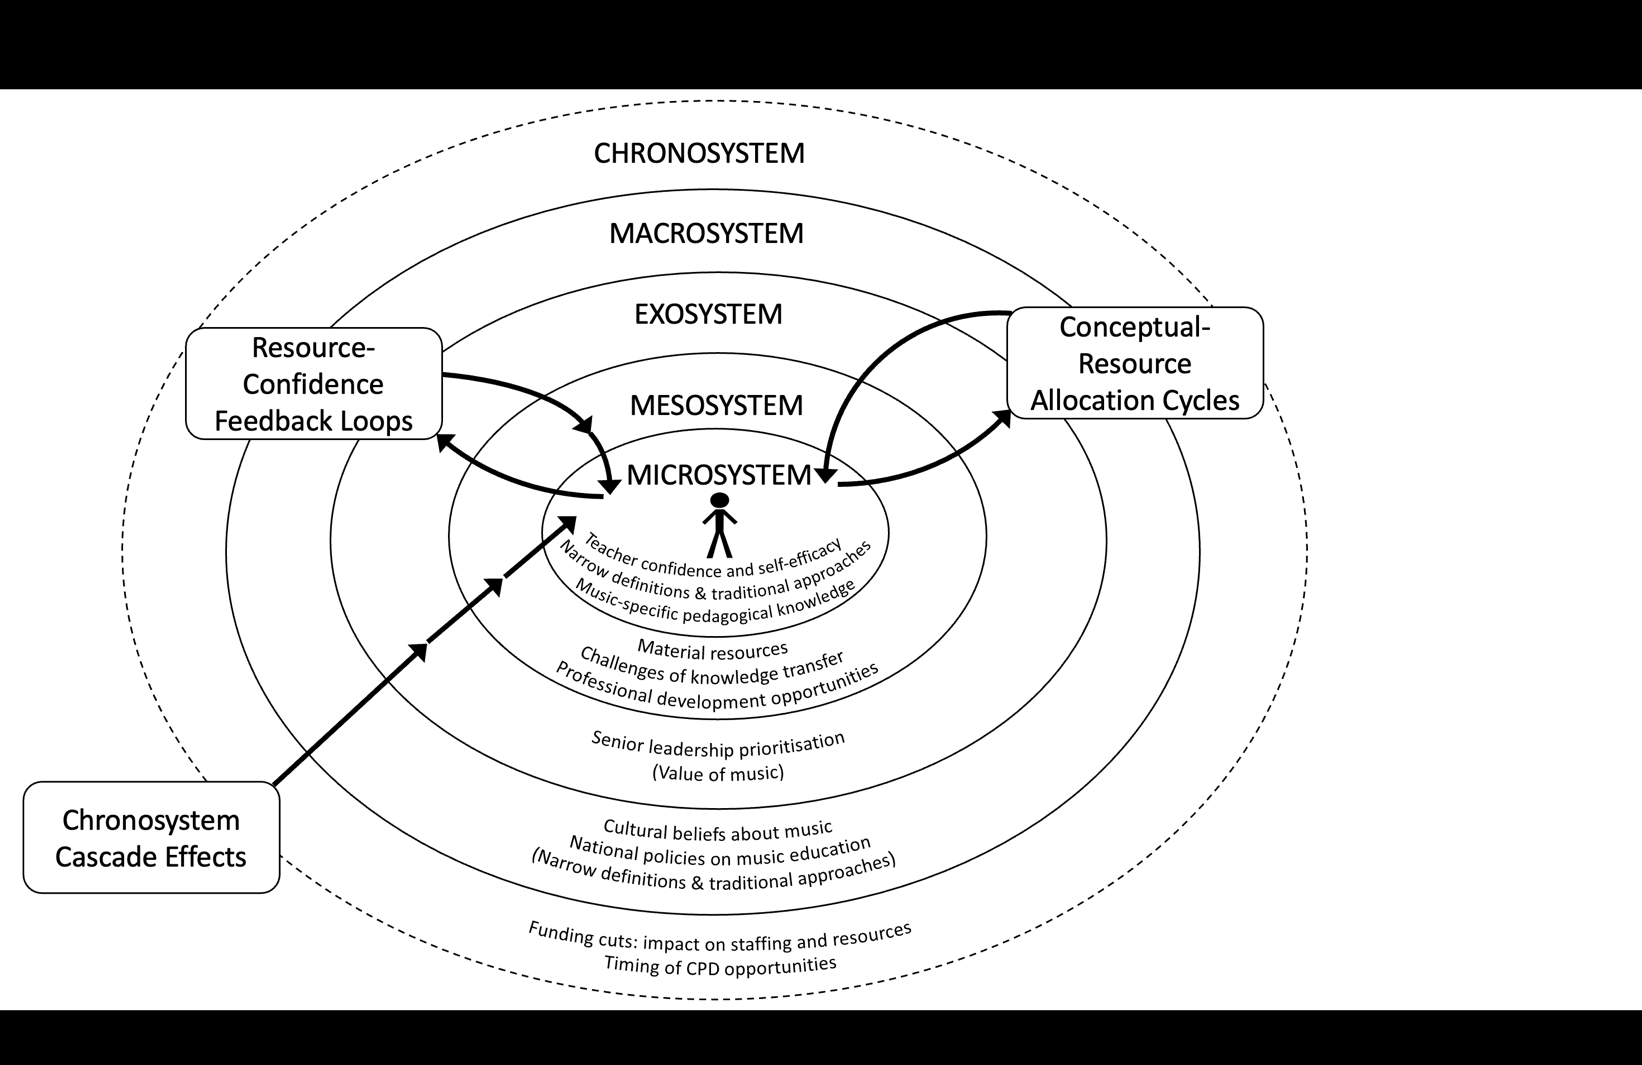 CHRONOSYSTEM
MACROSYSTEM
EXOSYSTEM
MESOSYSTEM
MICROSYSTEM
Resource-
Confidence
Feedback Loops
Conceptual-
Resource
Allocation Cycles
Teacher confidence and self-efficacy
Narrow definitions & traditional approaches
Music-specific pedagogical knowledge
Material resources
Challenges of knowledge transfer
Professional development opportunities
Senior leadership prioritisation
(Value of music)
Chronosystem
Cascade Effects
Cultural beliefs about music
National policies on music education
(Narrow definitions & traditional approaches)
Funding cuts: impact on staffing and resources
Timing of CPD opportunities